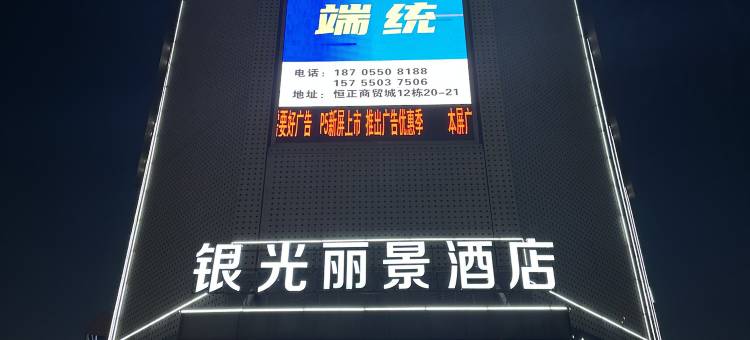 端统
电话：187 0550 8188
157 5503 7506
地址：恒正商贸城12栋20-21
要好广告 P5新屏上市 推出广告优惠季 本屏广
银光丽景酒店